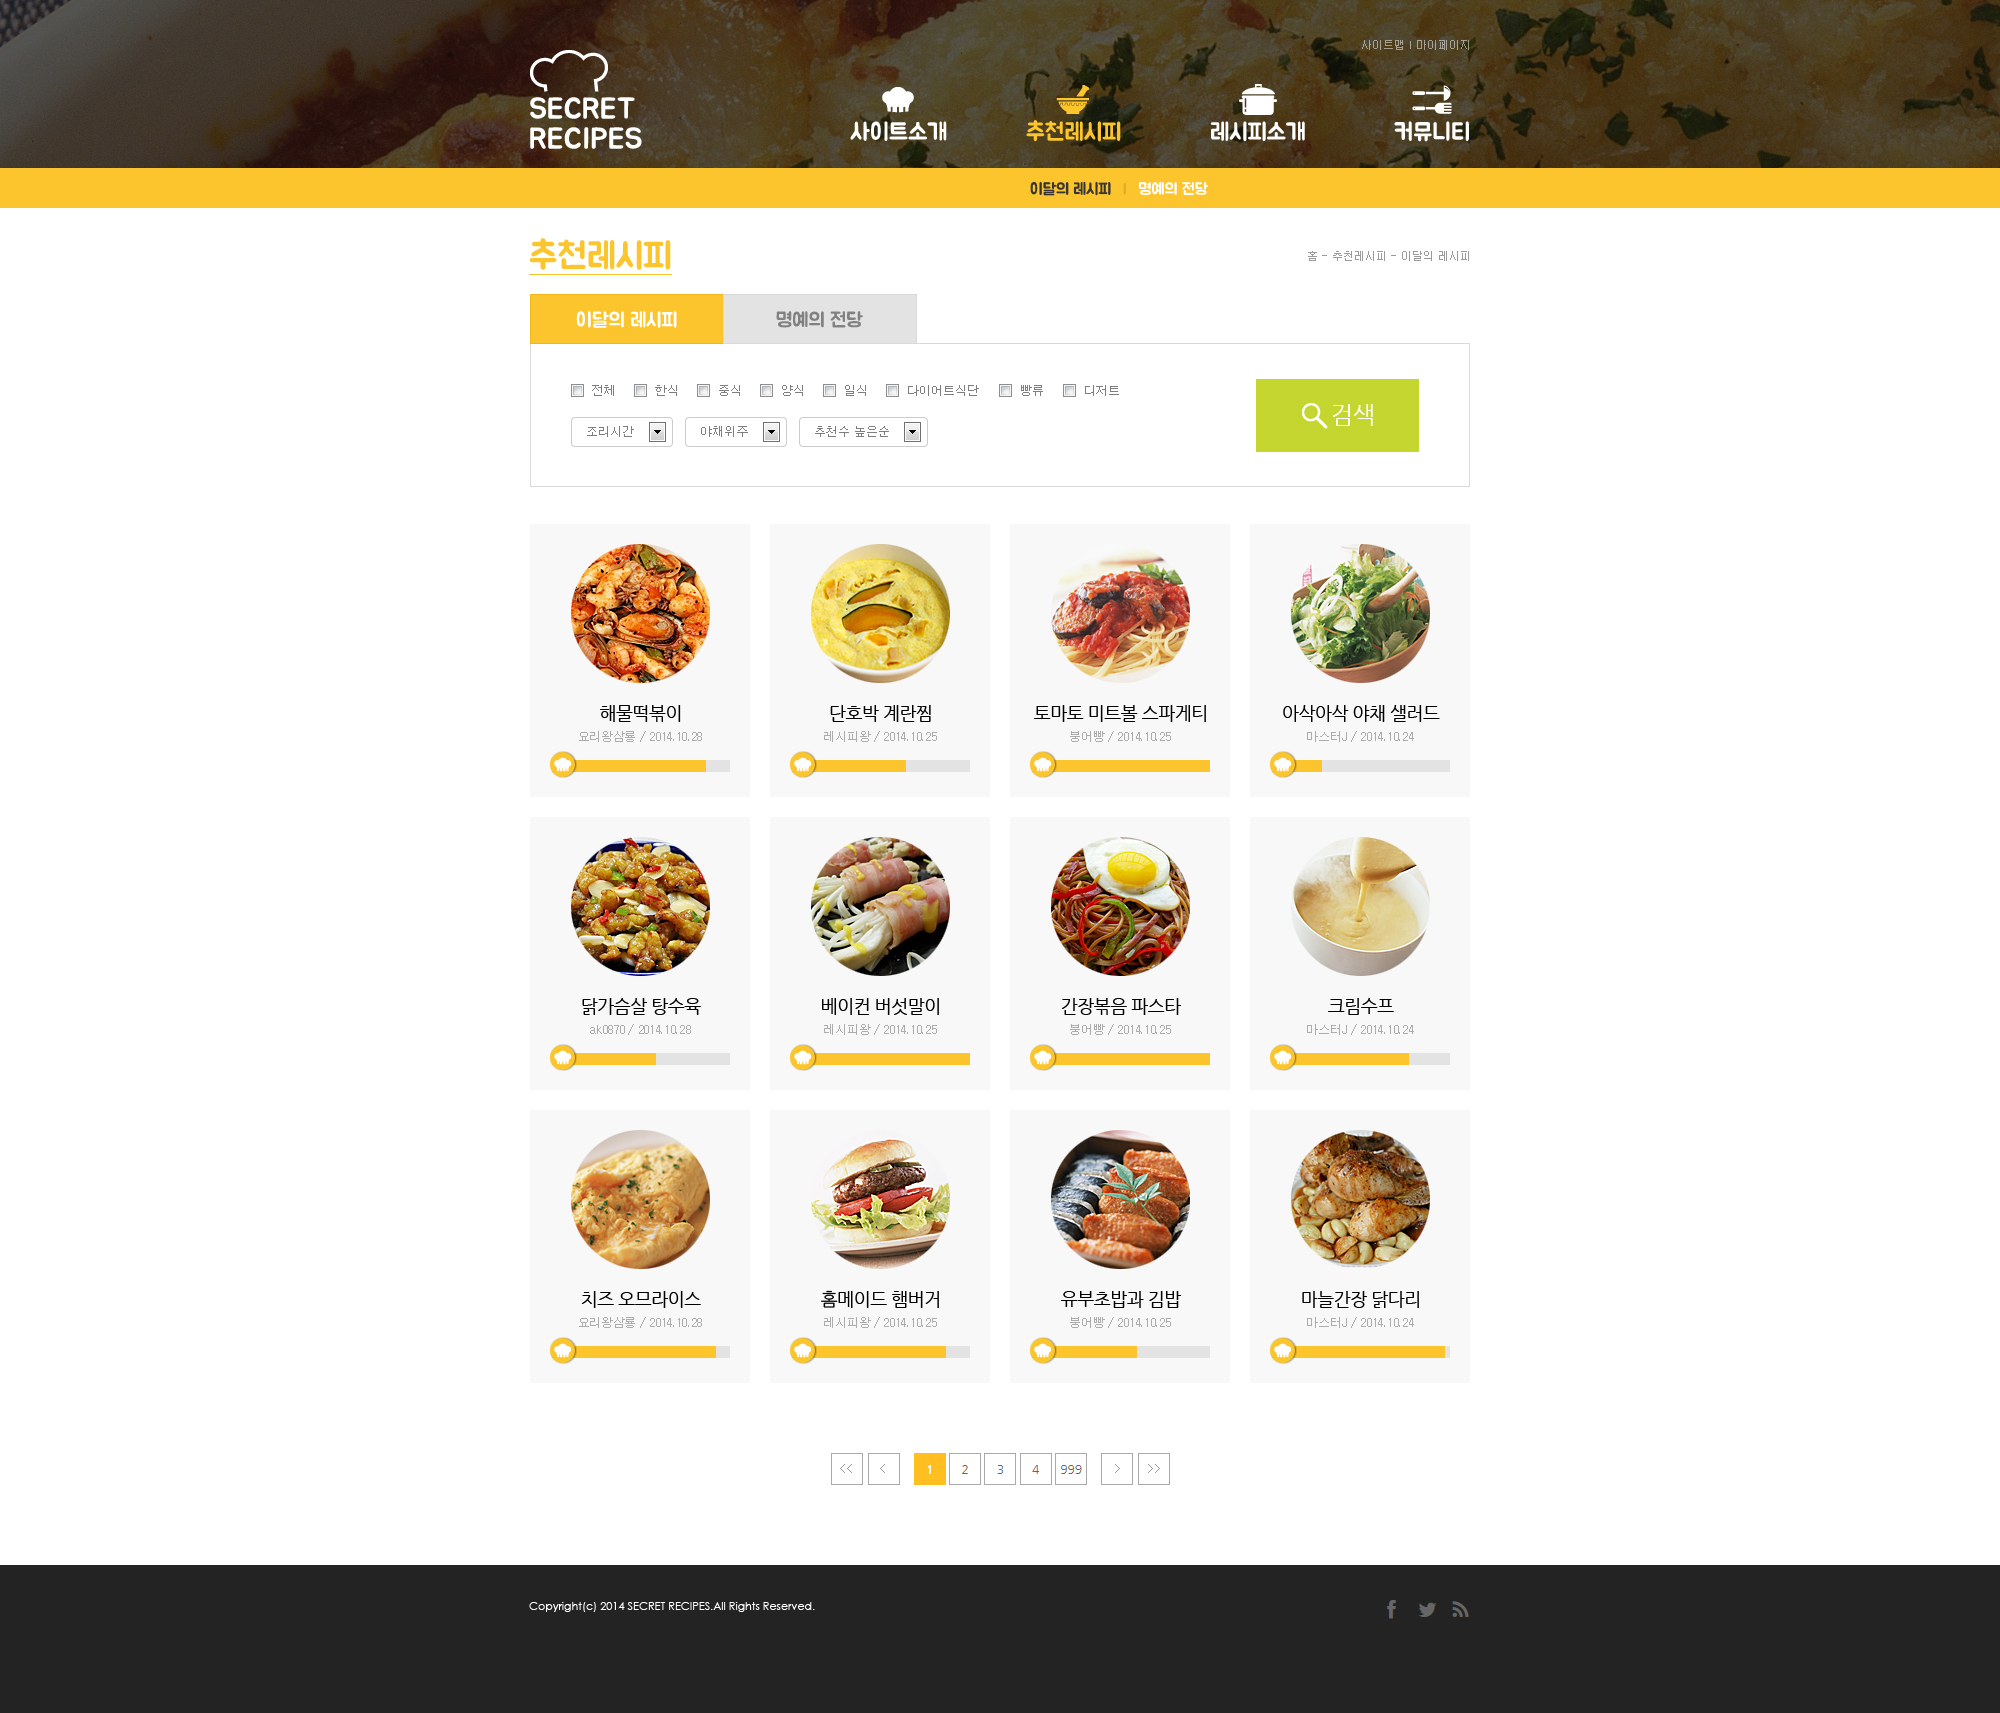 사이트맵 | 마이페이지
SECRET
RECIPES
사이트소개 추천레시피 레시피소개 커뮤니티
이달의 레시피 | 명예의 전당
추천레시피
홈 - 추천레시피 - 이달의 레시피
이달의 레시피 명예의 전당
전체 한식 중식 양식 일식 다이어트식단 빵류 디저트
조리시간 야채위주 추천수 높은순
검색
해물떡볶이 단호박 계란찜 토마토 미트볼 스파게티 아삭아삭 야채 샐러드
요리왕삼룡 / 2014.10.28 레시피왕 / 2014.10.25 붕어빵 / 2014.10.25 마스터J / 2014.10.24
닭가슴살 탕수육 베이컨 버섯말이 간장볶음 파스타 크림수프
ak0870 / 2014.10.28 레시피왕 / 2014.10.25 붕어빵 / 2014.10.25 마스터J / 2014.10.24
치즈 오므라이스 홈메이드 햄버거 유부초밥과 김밥 마늘간장 닭다리
요리왕삼룡 / 2014.10.28 레시피왕 / 2014.10.25 붕어빵 / 2014.10.25 마스터J / 2014.10.24
<< < 1 2 3 4 999 > >>
Copyright(c) 2014 SECRET RECIPES.All Rights Reserved.